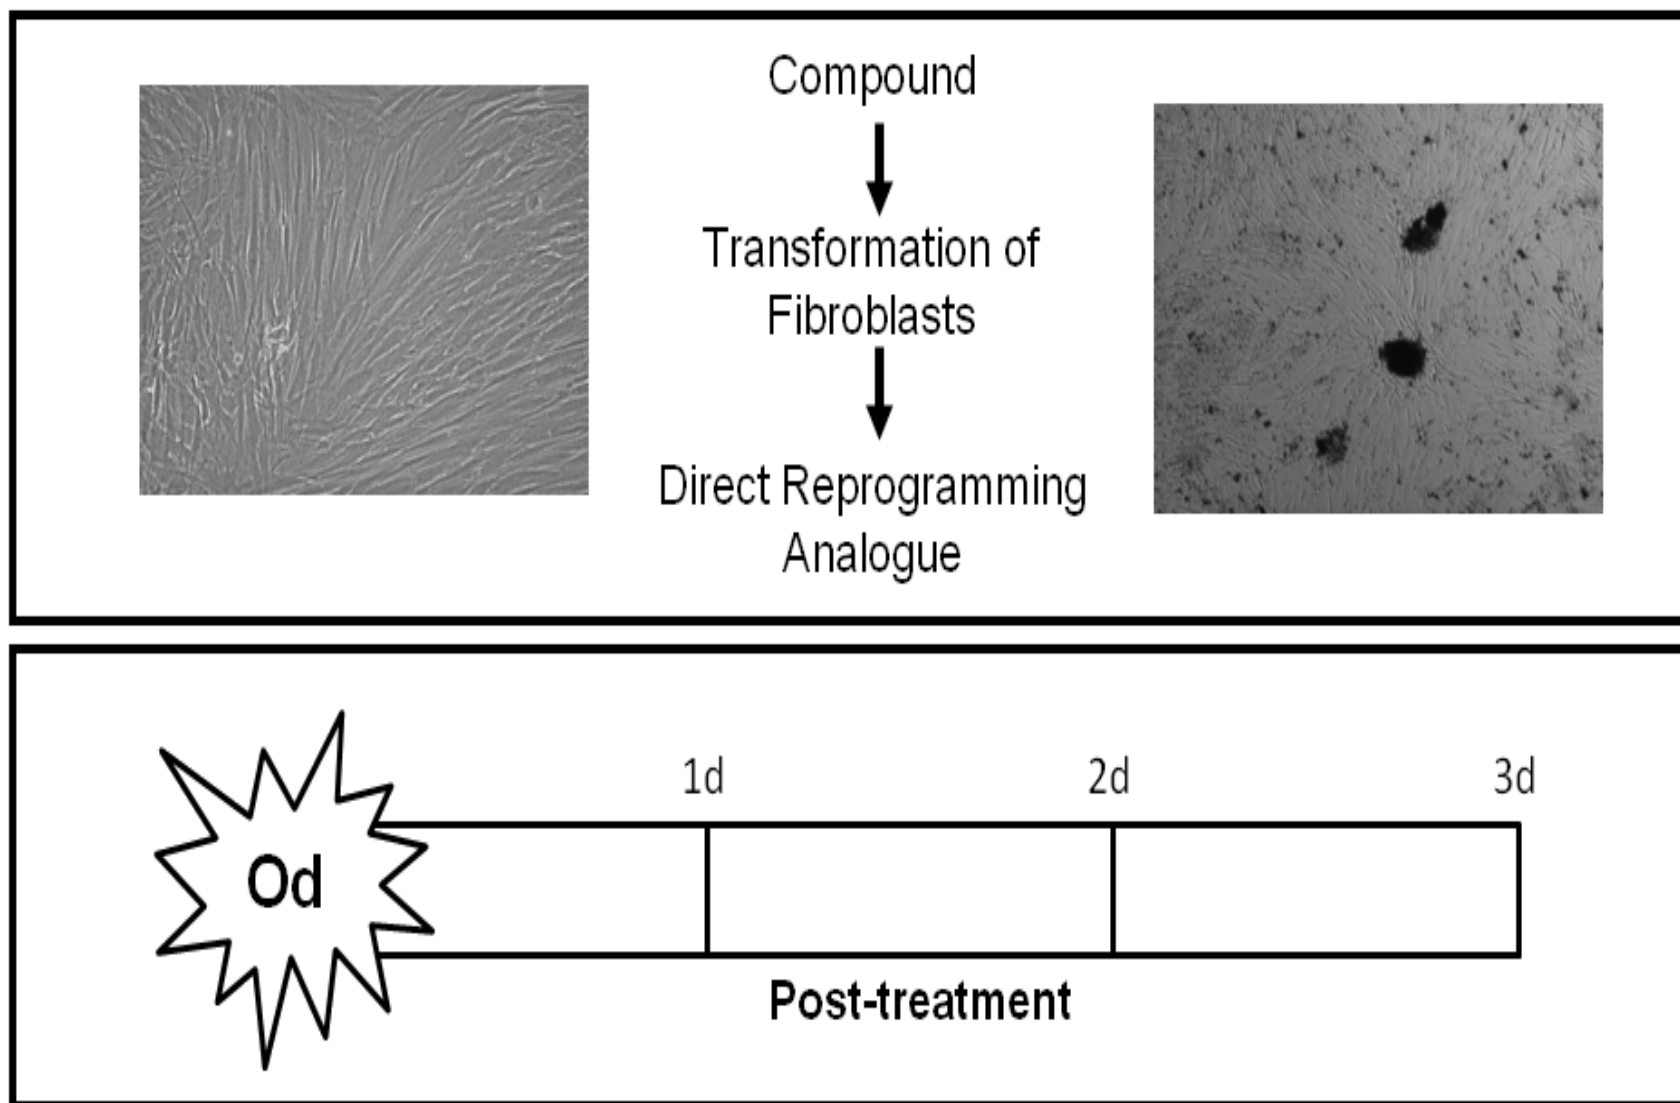 Compound
Transformation of
Fibroblasts
Direct Reprogramming
Analogue
1d
2d
3d
Od
Post-treatment